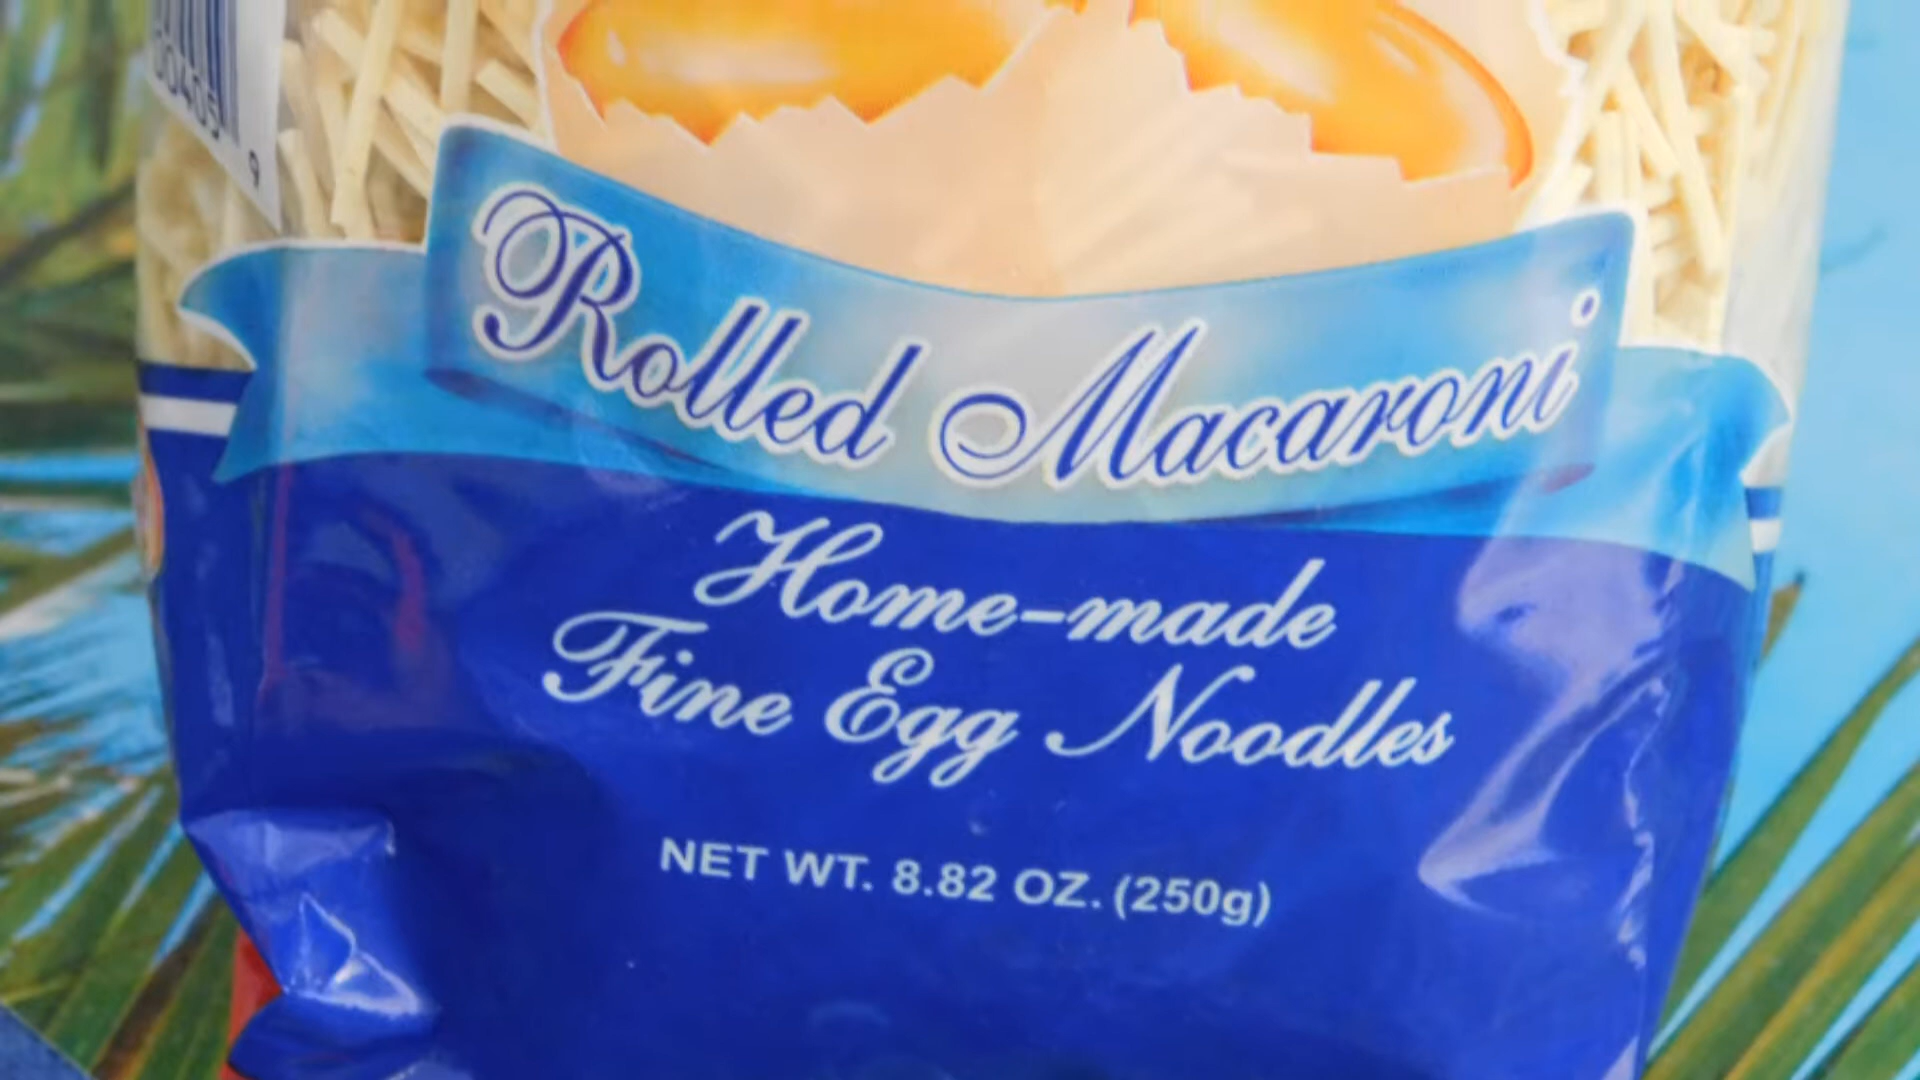 Rolled Macaroni
Home-made
Fine Egg Noodles
NET WT. 8.82 OZ. (250g)